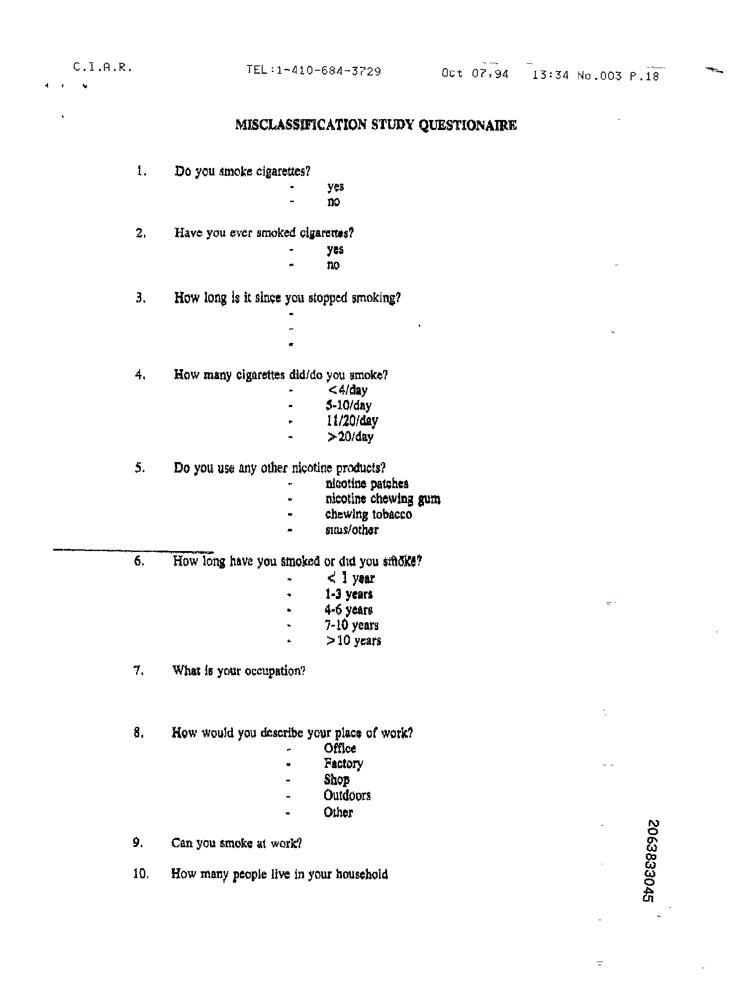 C.I.A.R. TEL:1-410-684-3729 Oct 07,94 13:34 No.003 P.18
MISCLASSIFICATION STUDY QUESTIONAIRE
1. Do you smoke cigarettes?
- yes
- no
2. Have you ever smoked cigarettes?
- yes
- no
3. How long is it since you stopped smoking?
-
-
-
4. How many cigarettes did/do you smoke?
- <4/day
- 5-10/day
- 11/20/day
- >20/day
5. Do you use any other nicotine products?
- nicotine patches
- nicotine chewing gum
- chewing tobacco
- /other
6. How long have you smoked or did you smoke?
- < 1 year
- 1-3 years
- 4-6 years
- 7-10 years
- >10 years
7. What is your occupation?
8. How would you describe your place of work?
- Office
- Factory
- Shop
- Outdoors
- Other
9. Can you smoke at work?
10. How many people live in your household
2063833045